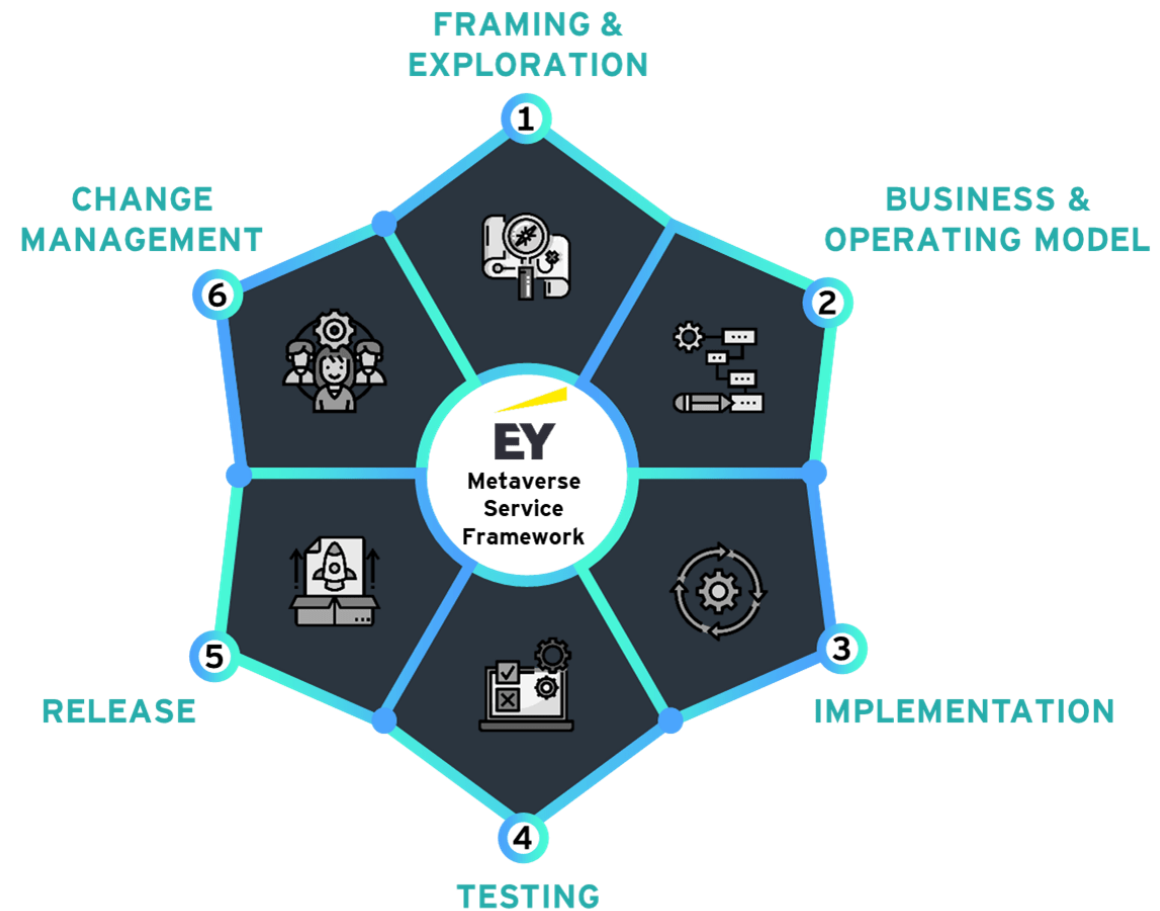 FRAMING &
EXPLORATION
1
CHANGE
MANAGEMENT
BUSINESS &
OPERATING MODEL
6
2
EY
Metaverse
Service
Framework
5
3
RELEASE
IMPLEMENTATION
4
TESTING